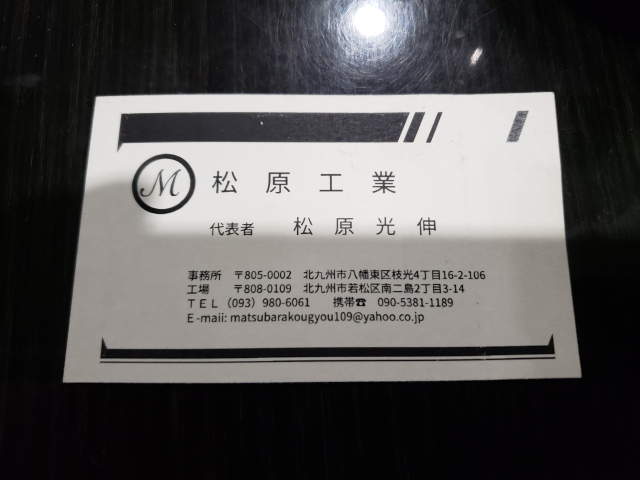 M 松原工業
代表者 松原光伸
事務所 〒805-0002 北九州市八幡東区枝光4丁目16-2-106
工場 〒808-0109 北九州市若松区南二島2丁目3-14
TEL (093) 980-6061 携帯☎ 090-5381-1189
E-maii: matsubarakougyou109@yahoo.co.jp